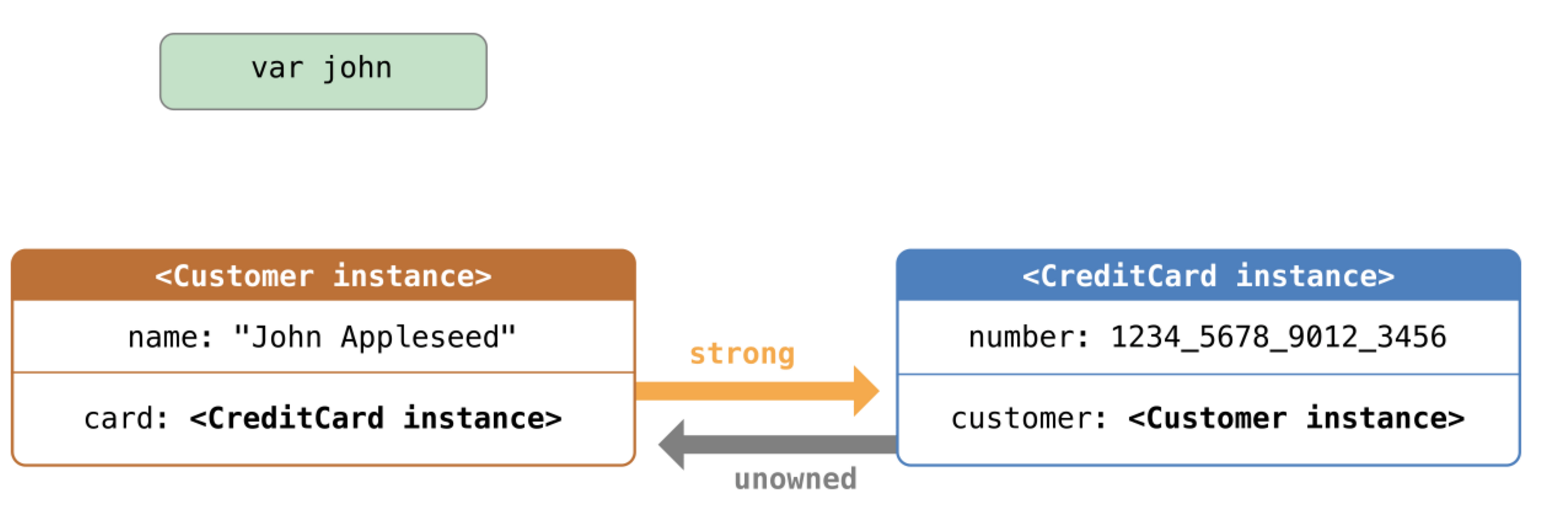 var john
<Customer instance>
name: "John Appleseed"
card: <CreditCard instance>
strong
unowned
<CreditCard instance>
number: 1234_5678_9012_3456
customer: <Customer instance>